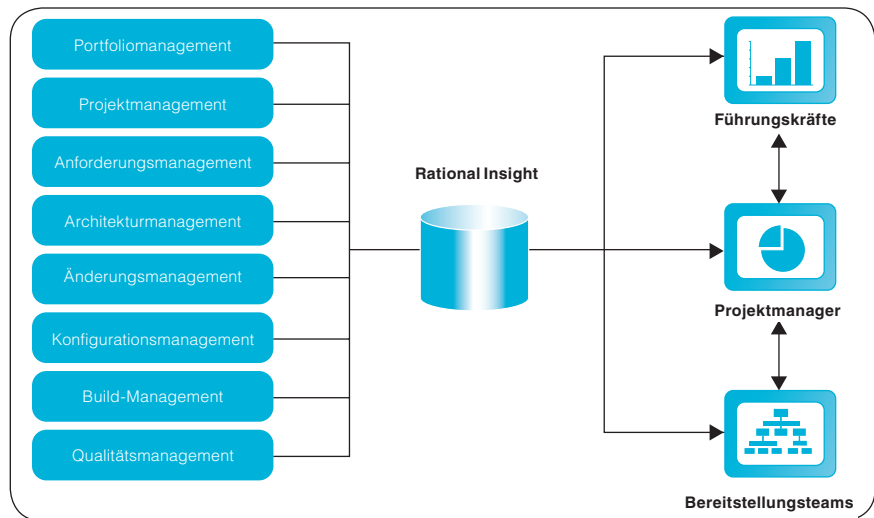 Portfoliomanagement
Projektmanagement
Anforderungsmanagement
Architekturmanagement
Änderungsmanagement
Konfigurationsmanagement
Build-Management
Qualitätsmanagement
Rational Insight
Führungskräfte
Projektmanager
Bereitstellungsteams